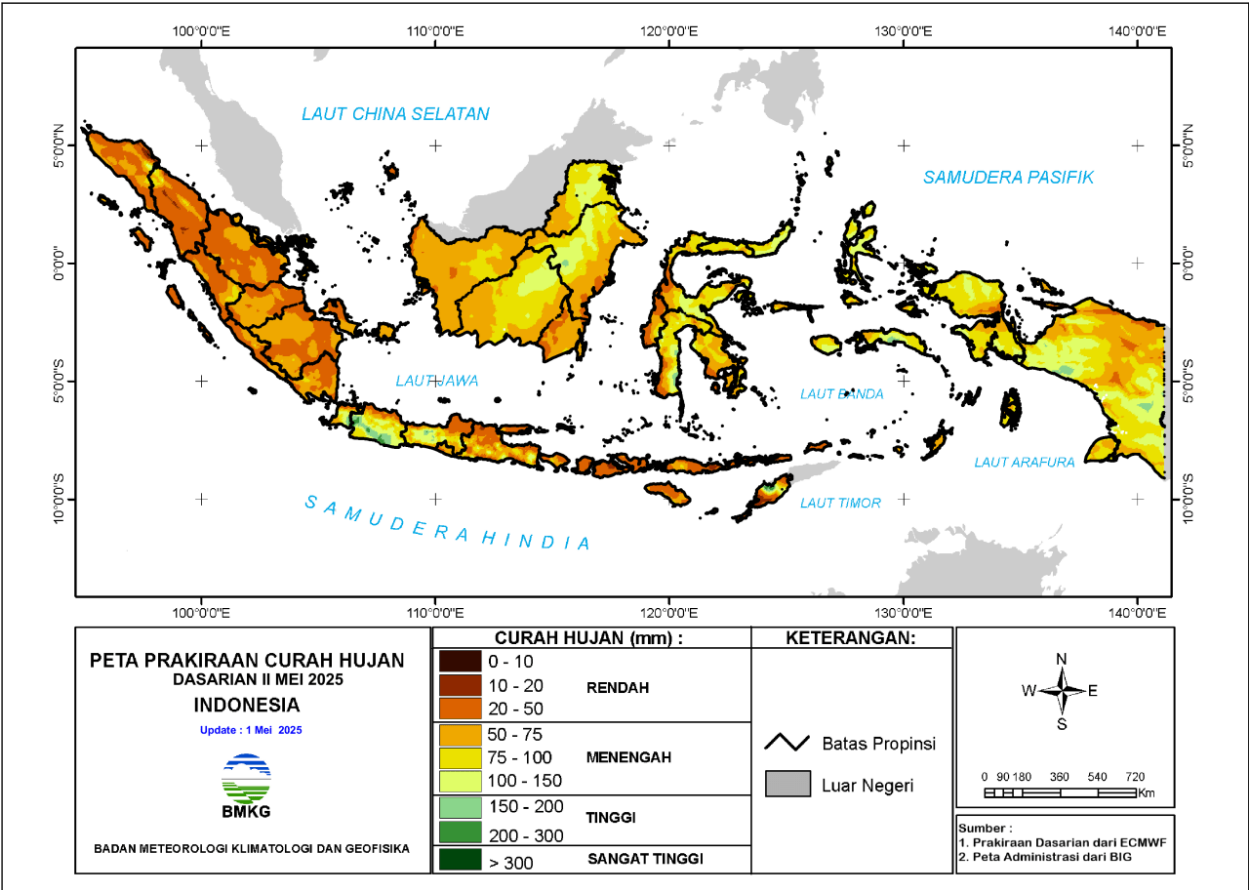 100°0'0"E 110°0'0"E 120°0'0"E 130°0'0"E 140°0'0"E
LAUT CHINA SELATAN
5°0'0"N 5°0'0"N
SAMUDERA PASIFIK
0°0'0" 0°0'0"
5°0'0"S LAUT JAWA LAUT BANDA 5°0'0"S
LAUT ARAFURA
10°0'0"S LAUT TIMOR 10°0'0"S
SAMUDERA HINDIA
100°0'0"E 110°0'0"E 120°0'0"E 130°0'0"E 140°0'0"E
PETA PRAKIRAAN CURAH HUJAN
DASARIAN II MEI 2025
INDONESIA
Update : 1 Mei 2025
BMKG
BADAN METEOROLOGI KLIMATOLOGI DAN GEOFISIKA
CURAH HUJAN (mm) :
0 - 10
10 - 20 RENDAH
20 - 50
50 - 75
75 - 100 MENENGAH
100 - 150
150 - 200
TINGGI
200 - 300
> 300 SANGAT TINGGI
KETERANGAN:
Batas Propinsi
Luar Negeri
N
W E
S
0 90 180 360 540 720
Km
Sumber :
1. Prakiraan Dasarian dari ECMWF
2. Peta Administrasi dari BIG